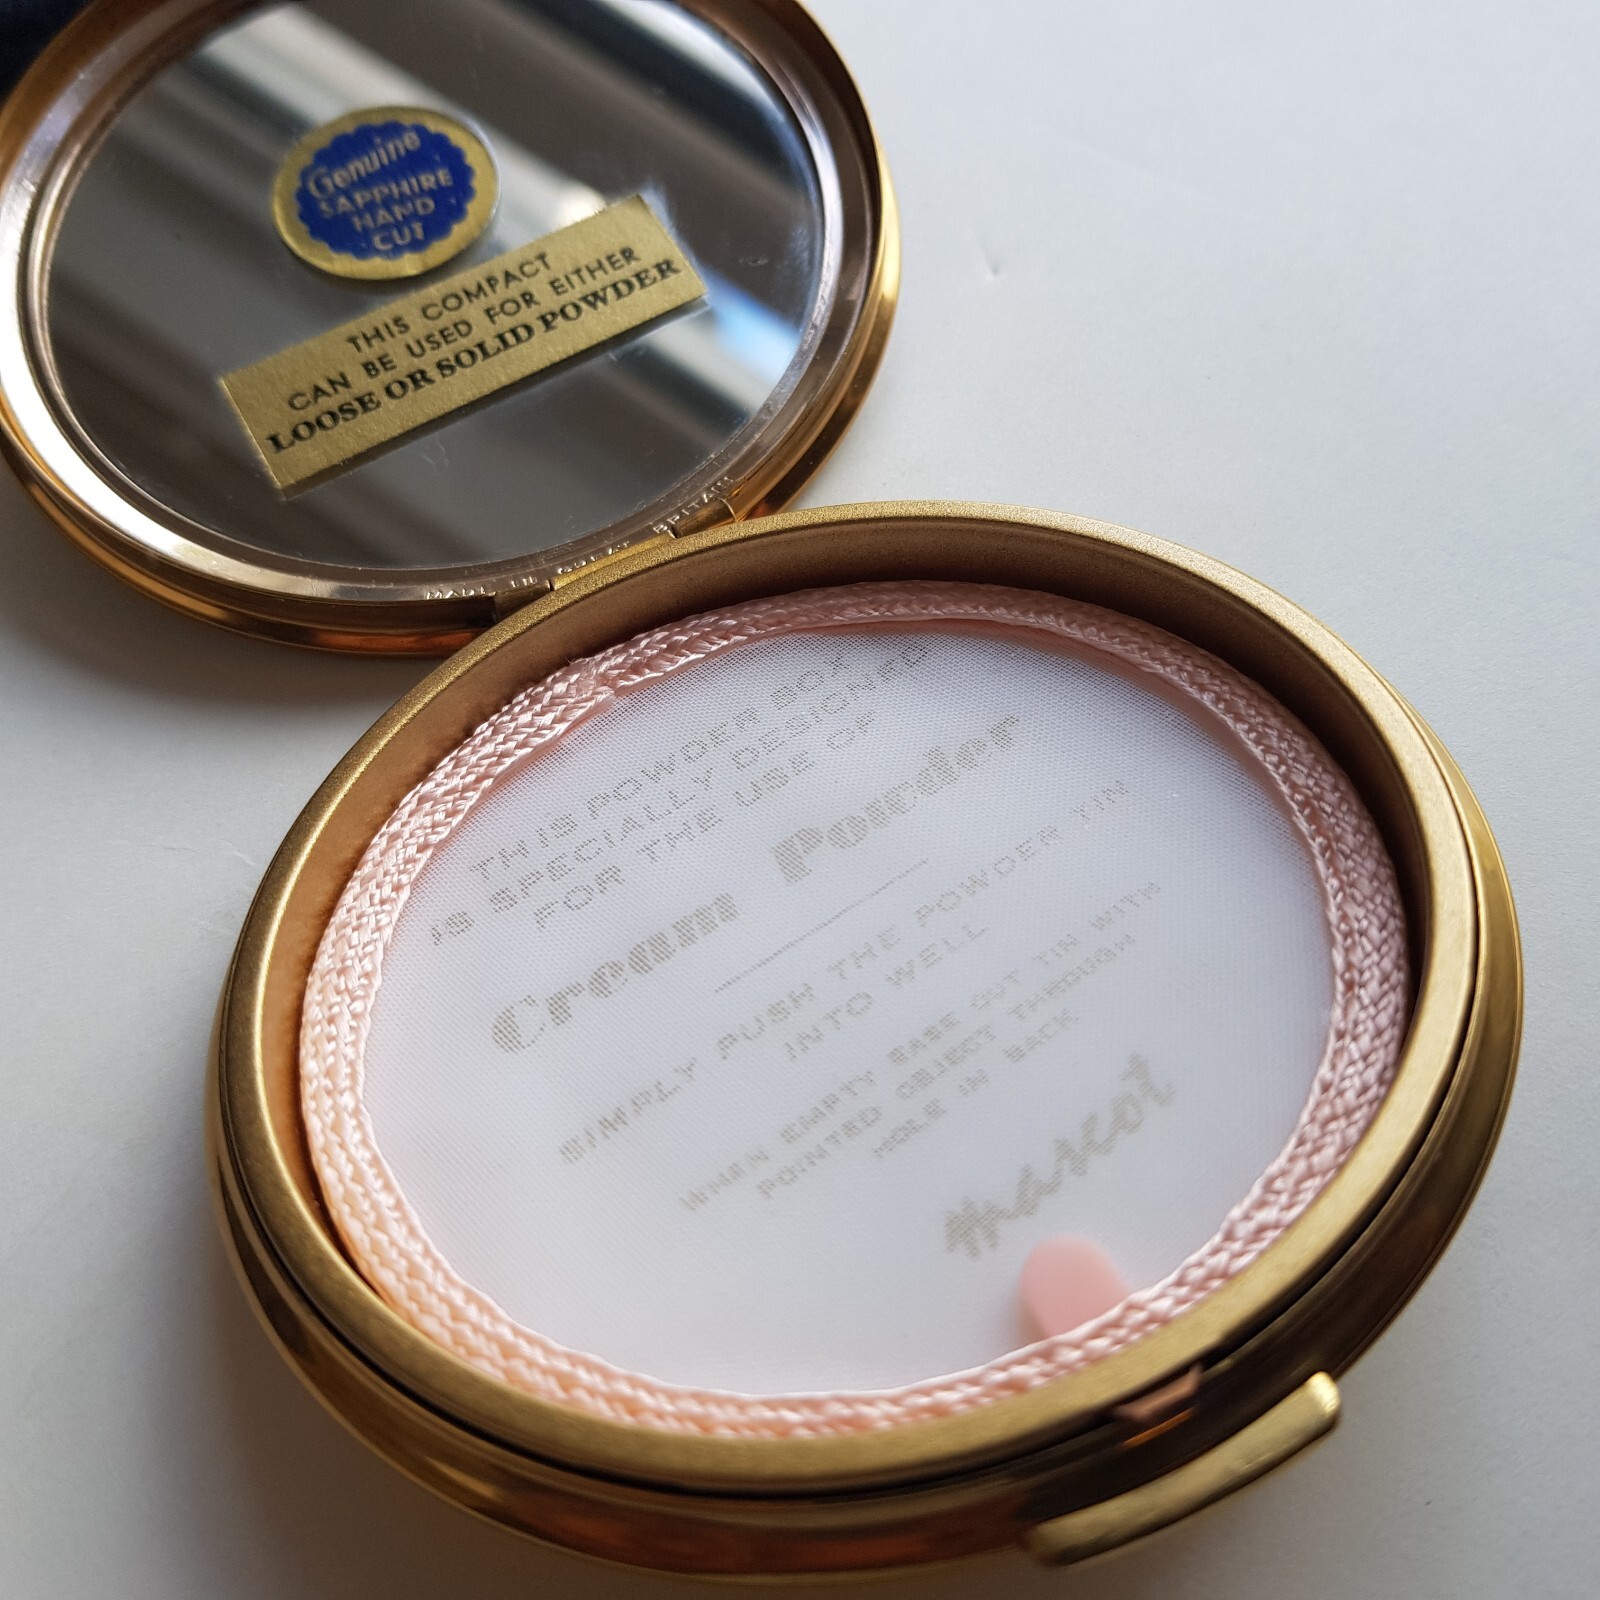 Genuine
SAPPHIRE
HAND
CUT
THIS COMPACT
CAN BE USED FOR EITHER
LOOSE OR SOLID POWDER
MADE IN GREAT BRITAIN
THIS POWDER BOX
IS SPECIALLY DESIGNED
FOR THE USE OF
Cream Powder
SIMPLY PUSH THE POWDER TIN
INTO WELL
WHEN EMPTY EASE OUT TIN WITH
POINTED OBJECT THROUGH
HOLE IN BACK
Mascot